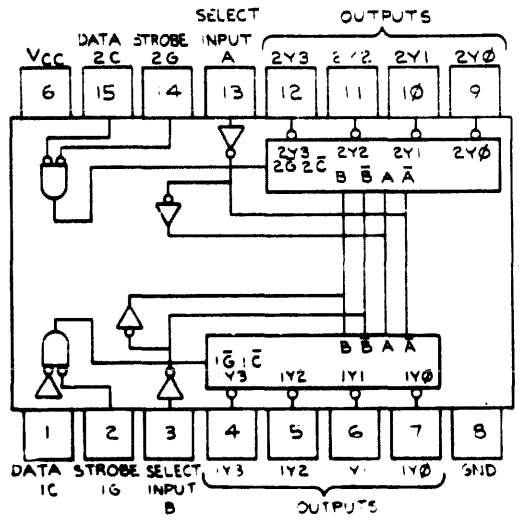 SELECT OUTPUTS
DATA STROBE INPUT
VCC 2C 2G A 2Y3 2Y2 2Y1 2YØ
6 15 14 13 12 11 10 9
2Y3 2Y2 2Y1 2YØ
2G̅ 2C̅
B B̅ A A̅
B B̅ A A̅
1G̅ 1C̅
1Y3 1Y2 1Y1 1YØ
1 2 3 4 5 6 7 8
DATA STROBE SELECT 1Y3 1Y2 Y1 1YØ GND
1C 1G INPUT
B OUTPUTS